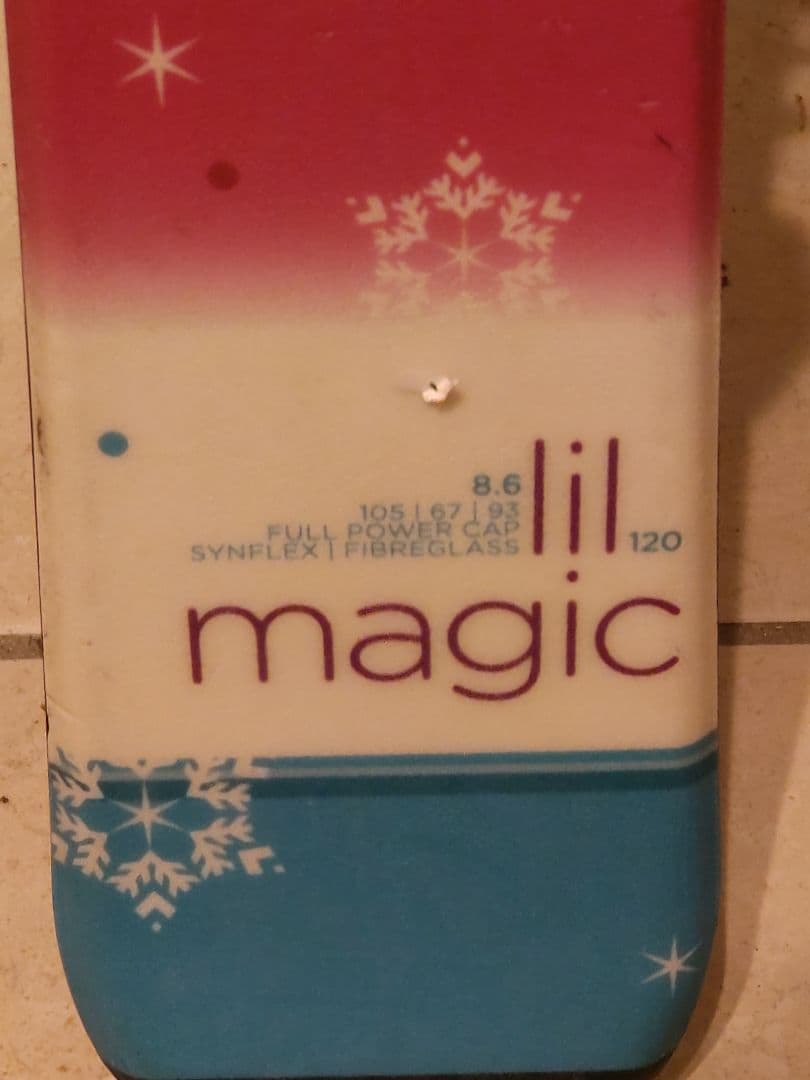 8.6
105 | 67 | 93
FULL POWER CAP
SYNFLEX | FIBREGLASS
lil 120
magic